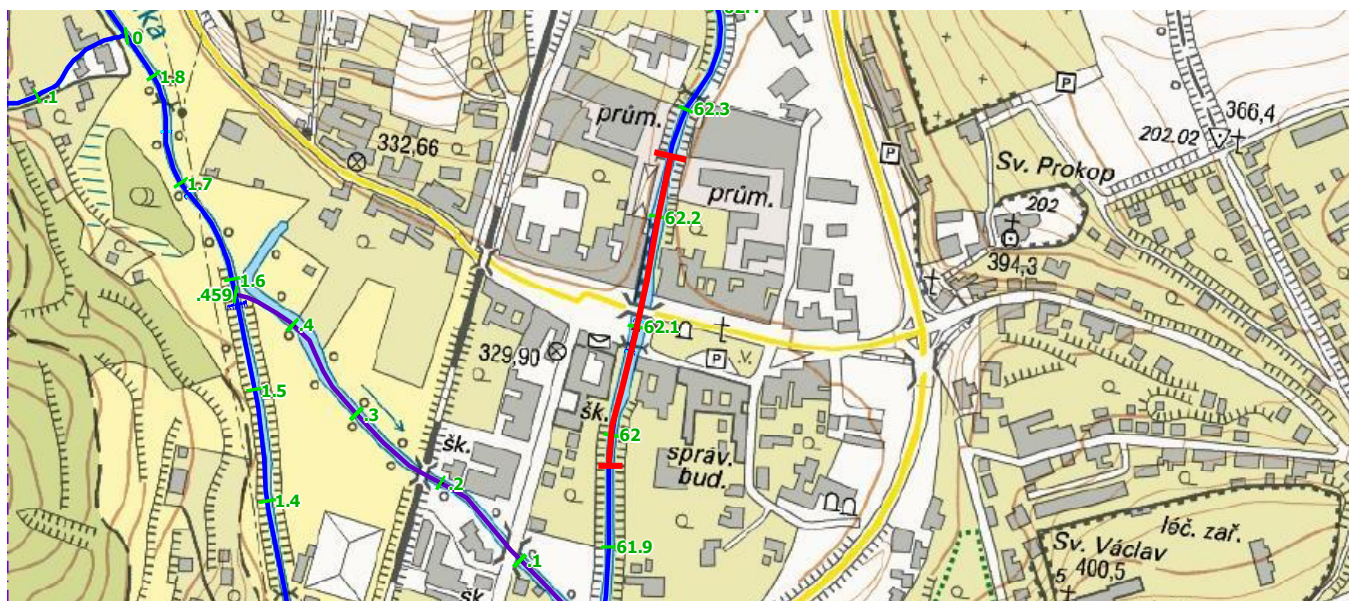 0
1.8
.1
62.3
prům.
332,66
1.7
P
P
366,4
202.02
Sv. Prokop
202
394,3
prům.
62.2
1.6
.459
.4
62.1
329,90
P
v.
1.5
.3
šk.
62
správ.
bud.
šk.
.2
1.4
61.9
.1
šk.
léč. zař.
Sv. Václav
400,5
5